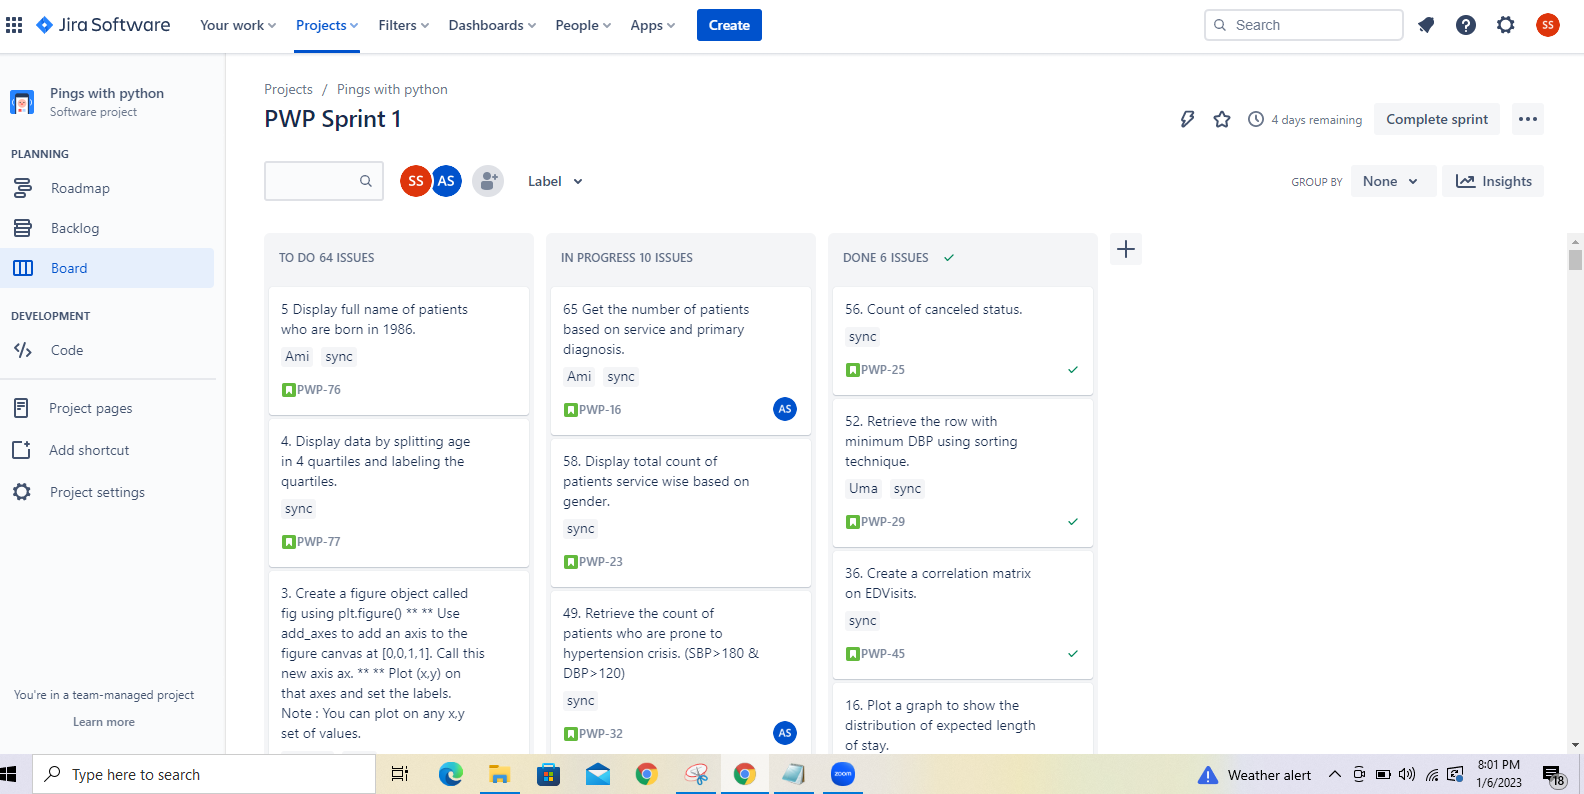 Jira Software
Your work
Projects
Filters
Dashboards
People
Apps
Create
Search
SS
Pings with python
Software project
PLANNING
Roadmap
Backlog
Board
DEVELOPMENT
Code
Project pages
Add shortcut
Project settings
You're in a team-managed project
Learn more
Projects / Pings with python
PWP Sprint 1
4 days remaining
Complete sprint
SS
AS
Label
GROUP BY
None
Insights
TO DO 64 ISSUES
5 Display full name of patients
who are born in 1986.
Ami sync
PWP-76
4. Display data by splitting age
in 4 quartiles and labeling the
quartiles.
sync
PWP-77
3. Create a figure object called
fig using plt.figure() ** ** Use
add_axes to add an axis to the
figure canvas at [0,0,1,1]. Call this
new axis ax. ** ** Plot (x,y) on
that axes and set the labels.
Note : You can plot on any x,y
set of values.
IN PROGRESS 10 ISSUES
65 Get the number of patients
based on service and primary
diagnosis.
Ami sync
PWP-16
AS
58. Display total count of
patients service wise based on
gender.
sync
PWP-23
49. Retrieve the count of
patients who are prone to
hypertension crisis. (SBP>180 &
DBP>120)
sync
PWP-32
AS
DONE 6 ISSUES
56. Count of canceled status.
sync
PWP-25
52. Retrieve the row with
minimum DBP using sorting
technique.
Uma sync
PWP-29
36. Create a correlation matrix
on EDVisits.
sync
PWP-45
16. Plot a graph to show the
distribution of expected length
of stay.
Type here to search
zoom
Weather alert
8:01 PM
1/6/2023
18